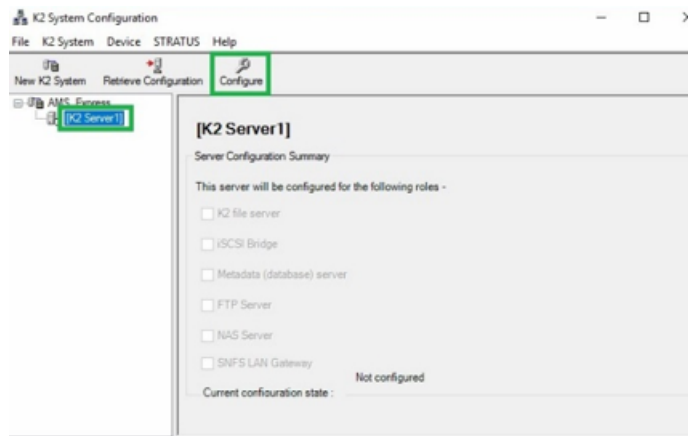 K2 System Configuration
File K2 System Device STRATUS Help
New K2 System Retrieve Configuration Configure
AMS_Express
[K2 Server1]
[K2 Server1]
Server Configuration Summary
This server will be configured for the following roles -
K2 file server
iSCSI Bridge
Metadata (database) server
FTP Server
NAS Server
SNFS LAN Gateway
Not configured
Current configuration state :